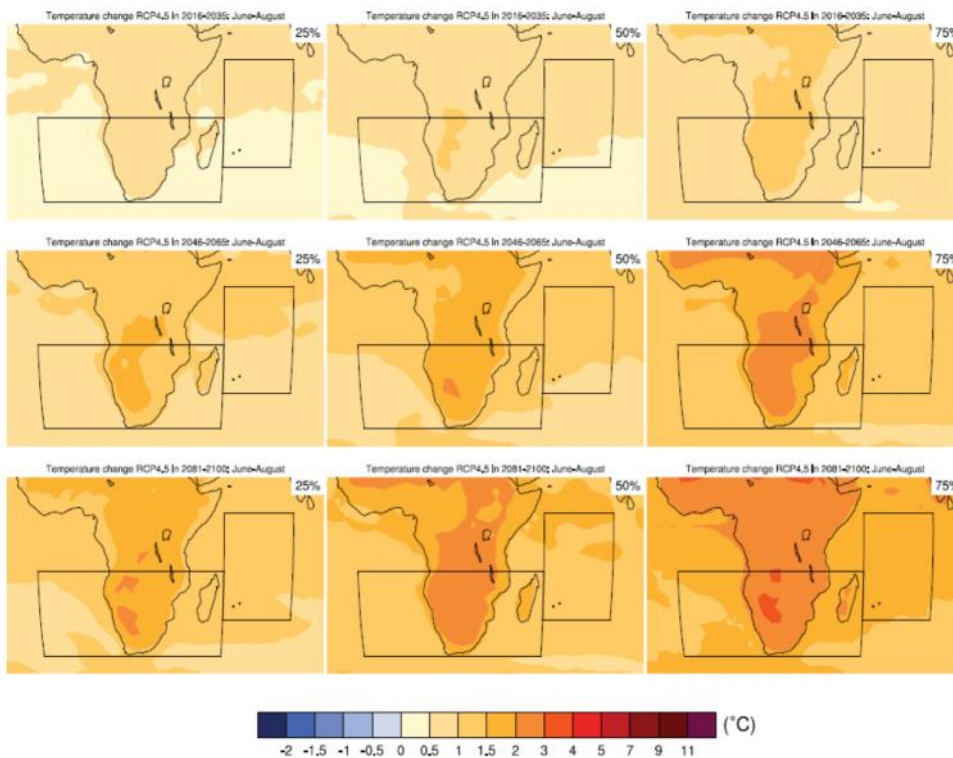 Temperature change RCP4.5 in 2016-2035: June-August
25%
Temperature change RCP4.5 in 2016-2035: June-August
50%
Temperature change RCP4.5 in 2016-2035: June-August
75%
Temperature change RCP4.5 in 2046-2065: June-August
25%
Temperature change RCP4.5 in 2046-2065: June-August
50%
Temperature change RCP4.5 in 2046-2065: June-August
75%
Temperature change RCP4.5 in 2081-2100: June-August
25%
Temperature change RCP4.5 in 2081-2100: June-August
50%
Temperature change RCP4.5 in 2081-2100: June-August
75%
(°C)
-2 -1.5 -1 -0.5 0 0.5 1 1.5 2 3 4 5 7 9 11